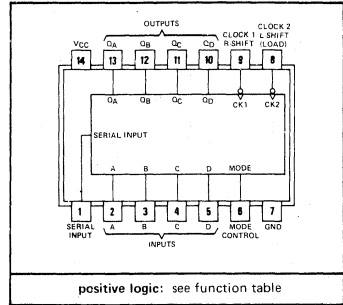 OUTPUTS
CLOCK 1 CLOCK 2
R-SHIFT L SHIFT
VCC QA QB QC QD (LOAD)
14 13 12 11 10 9 8
QA QB QC QD CK1 CK2
SERIAL INPUT
A B C D MODE
1 2 3 4 5 6 7
SERIAL INPUT A B C D MODE CONTROL GND
INPUTS
positive logic: see function table